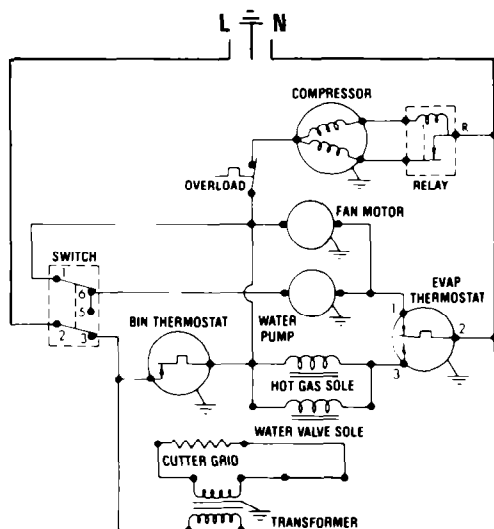 L N
COMPRESSOR
R
RELAY
OVERLOAD
FAN MOTOR
SWITCH
1
6
5
2
3
BIN THERMOSTAT
WATER
PUMP
EVAP
THERMOSTAT
1
2
3
HOT GAS SOLE
WATER VALVE SOLE
CUTTER GRID
TRANSFORMER